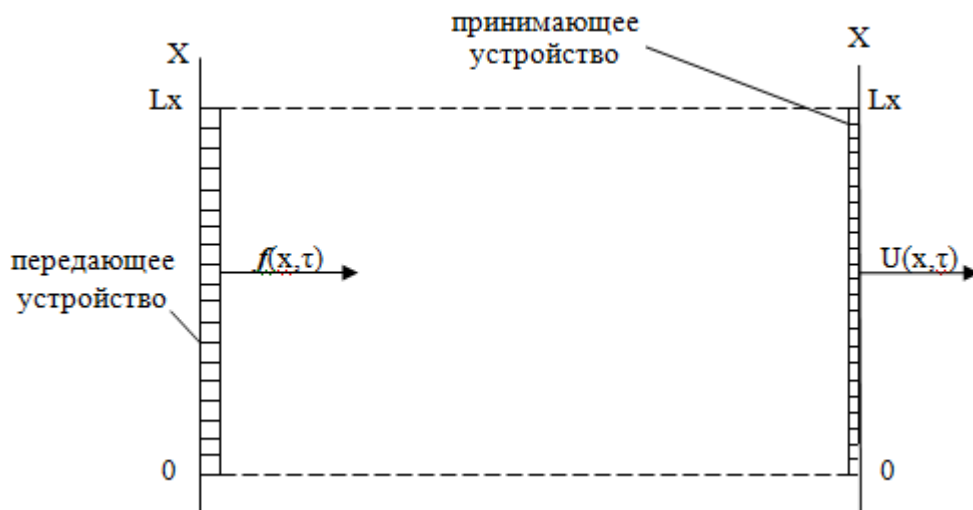 принимающее
устройство
X
X
Lx
Lx
передающее
устройство
f(x,τ)
U(x,τ)
0
0